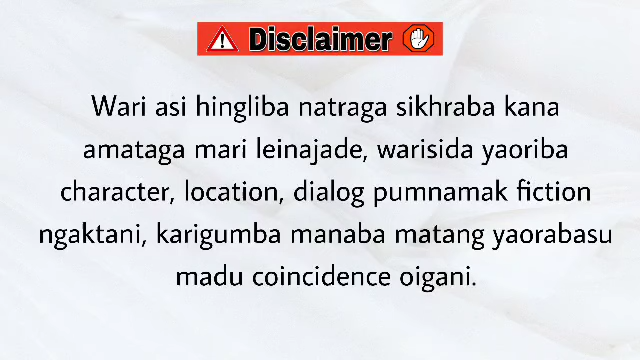 Disclaimer
Wari asi hingliba natraga sikhraba kana
amataga mari leinajade, warisida yaoriba
character, location, dialog pumnamak fiction
ngaktani, karigumba manaba matang yaorabasu
madu coincidence oigani.